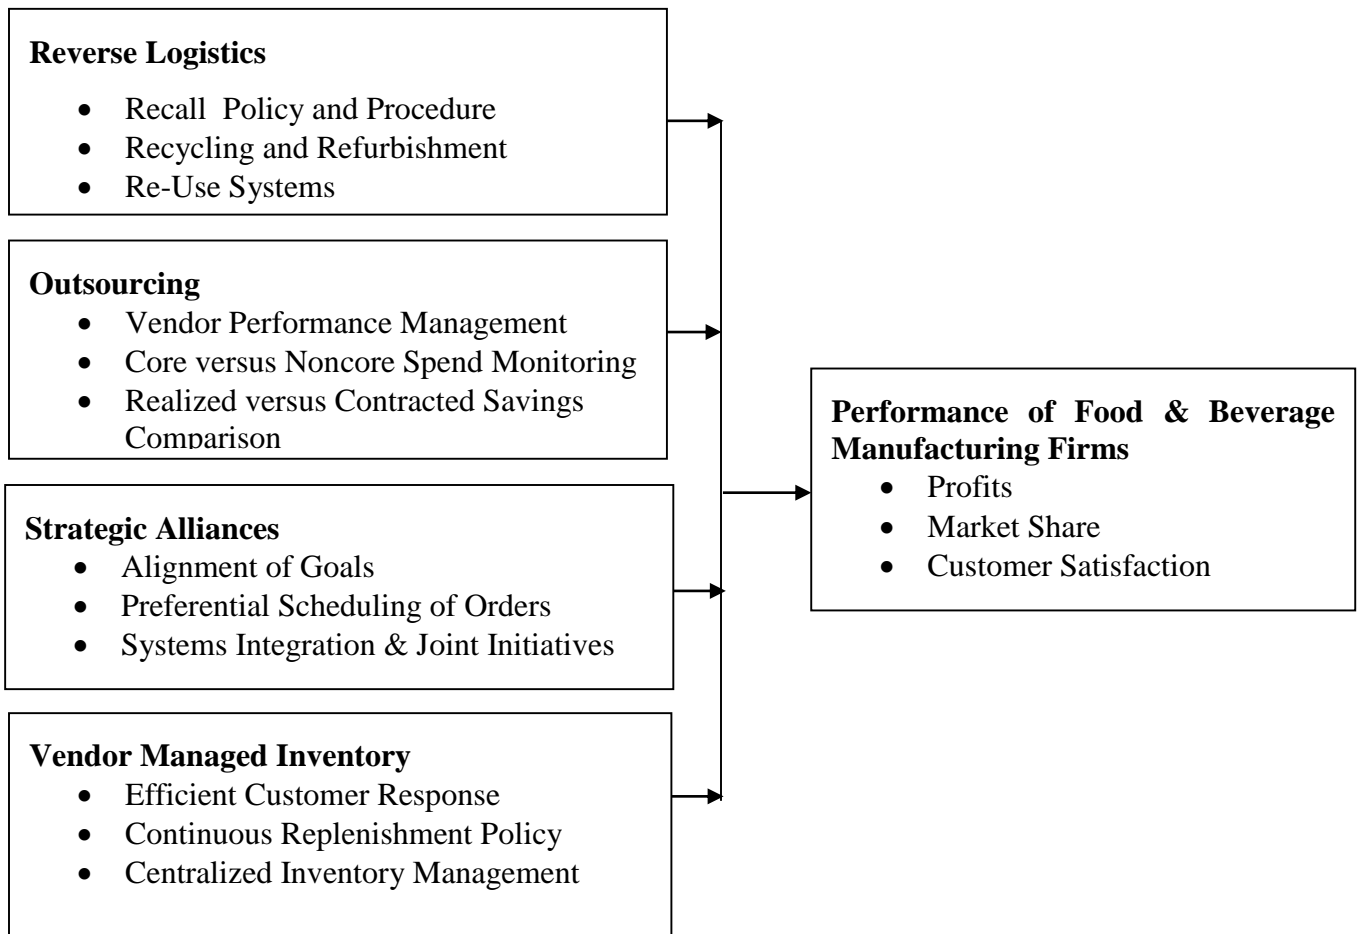 Reverse Logistics
• Recall Policy and Procedure
• Recycling and Refurbishment
• Re-Use Systems
Outsourcing
• Vendor Performance Management
• Core versus Noncore Spend Monitoring
• Realized versus Contracted Savings
Comparison
Strategic Alliances
• Alignment of Goals
• Preferential Scheduling of Orders
• Systems Integration & Joint Initiatives
Vendor Managed Inventory
• Efficient Customer Response
• Continuous Replenishment Policy
• Centralized Inventory Management
Performance of Food & Beverage
Manufacturing Firms
• Profits
• Market Share
• Customer Satisfaction